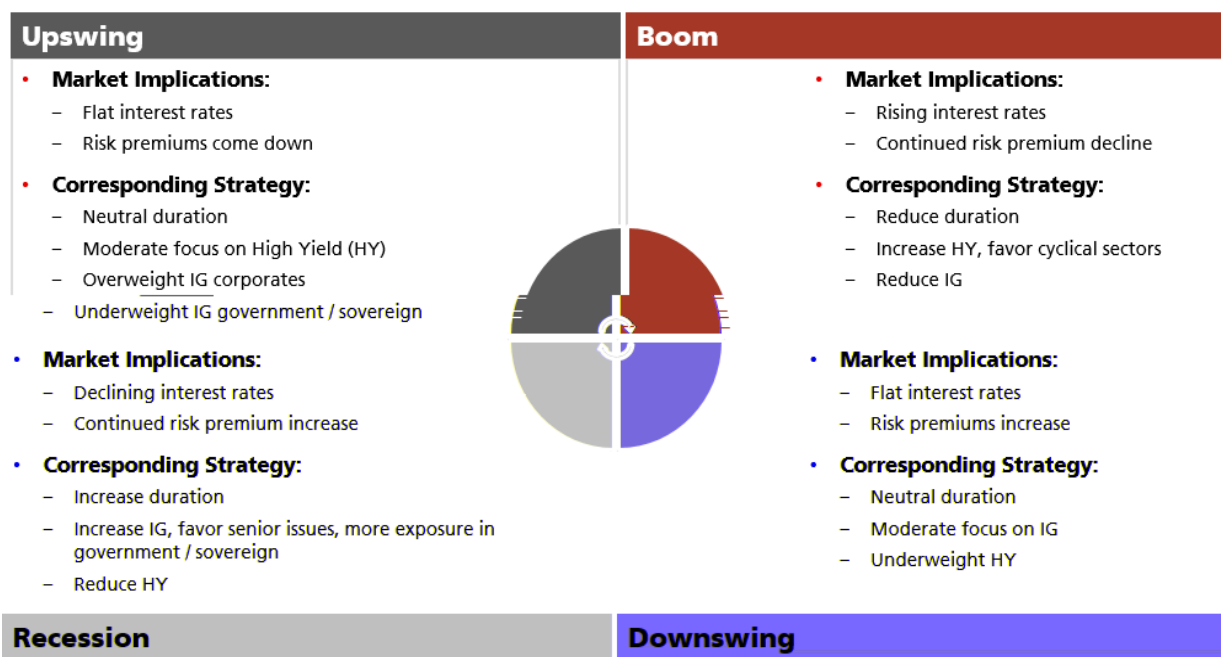 Upswing
• Market Implications:
– Flat interest rates
– Risk premiums come down
• Corresponding Strategy:
– Neutral duration
– Moderate focus on High Yield (HY)
– Overweight IG corporates
– Underweight IG government / sovereign
Boom
• Market Implications:
– Rising interest rates
– Continued risk premium decline
• Corresponding Strategy:
– Reduce duration
– Increase HY, favor cyclical sectors
– Reduce IG
• Market Implications:
– Declining interest rates
– Continued risk premium increase
• Corresponding Strategy:
– Increase duration
– Increase IG, favor senior issues, more exposure in
government / sovereign
– Reduce HY
Recession
• Market Implications:
– Flat interest rates
– Risk premiums increase
• Corresponding Strategy:
– Neutral duration
– Moderate focus on IG
– Underweight HY
Downswing